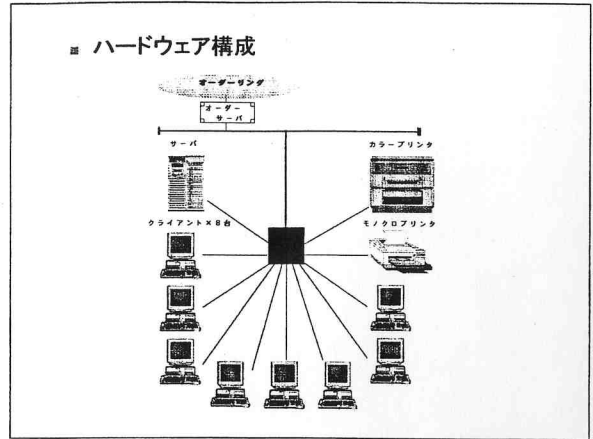 ハードウェア構成
オーダーリング
オーダー
サーバ
サーバ
カラープリンタ
クライアント×8台
モノクロプリンタ